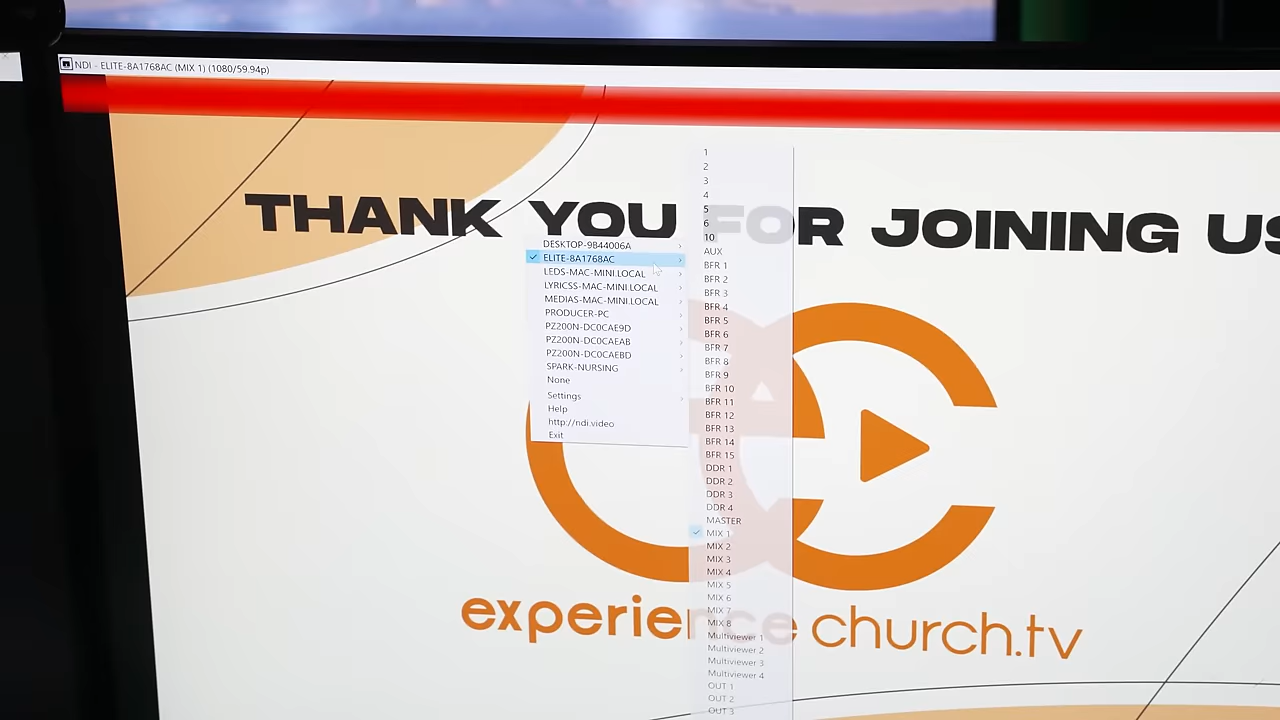 NDI - ELITE-8A1768AC (MIX 1) (1080/59.94p)
THANK YOU FOR JOINING US
DESKTOP-9B44006A
ELITE-8A1768AC
LEDS-MAC-MINI.LOCAL
LYRICSS-MAC-MINI.LOCAL
MEDIAS-MAC-MINI.LOCAL
PRODUCER-PC
PZ200N-DC0CAE9D
PZ200N-DC0CAEAB
PZ200N-DC0CAEBD
SPARK-NURSING
None
Settings
Help
http://ndi.video
Exit
1
2
3
4
5
6
10
AUX
BFR 1
BFR 2
BFR 3
BFR 4
BFR 5
BFR 6
BFR 7
BFR 8
BFR 9
BFR 10
BFR 11
BFR 12
BFR 13
BFR 14
BFR 15
DDR 1
DDR 2
DDR 3
DDR 4
MASTER
MIX 1
MIX 2
MIX 3
MIX 4
MIX 5
MIX 6
MIX 7
MIX 8
Multiviewer 1
Multiviewer 2
Multiviewer 3
Multiviewer 4
OUT 1
OUT 2
OUT 3
experience church.tv